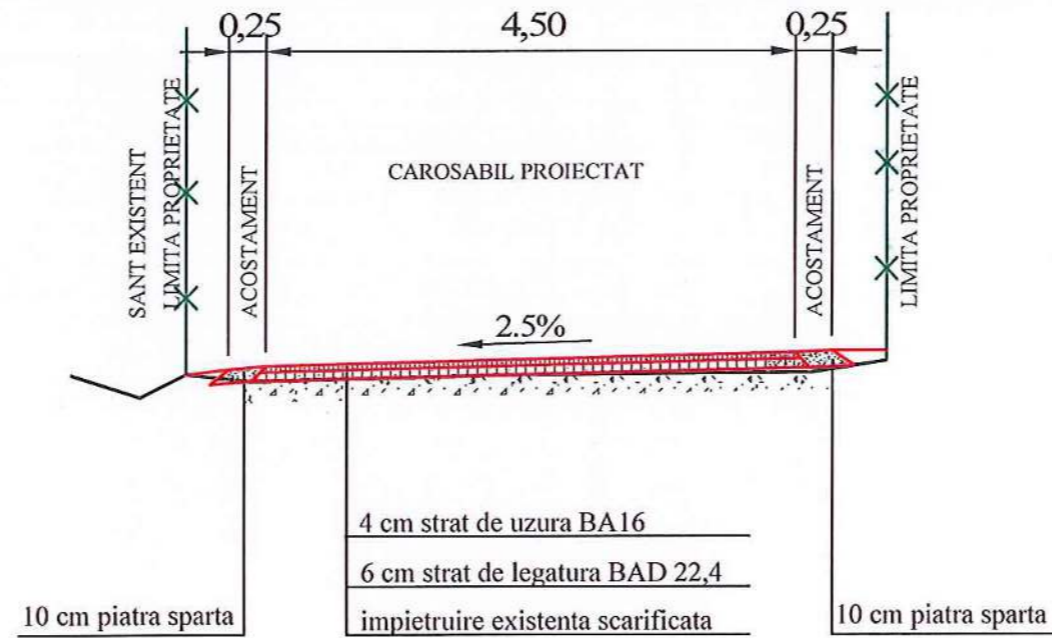 0,25
4,50
0,25
SANT EXISTENT
LIMITA PROPRIETATE
ACOSTAMENT
CAROSABIL PROIECTAT
ACOSTAMENT
LIMITA PROPRIETATE
2.5%
4 cm strat de uzura BA16
6 cm strat de legatura BAD 22,4
impietruire existenta scarificata
10 cm piatra sparta
10 cm piatra sparta